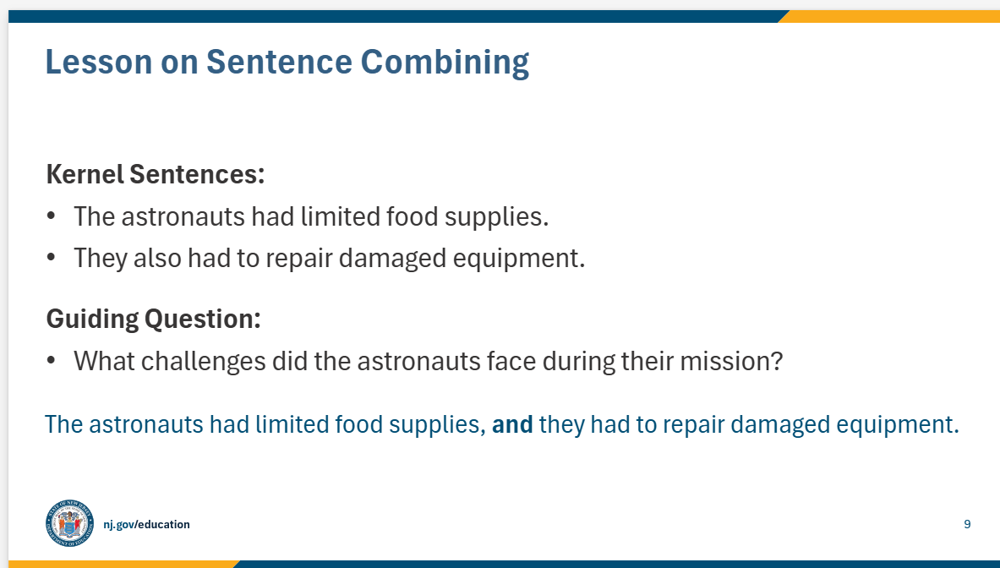 Lesson on Sentence Combining
Kernel Sentences:
• The astronauts had limited food supplies.
• They also had to repair damaged equipment.
Guiding Question:
• What challenges did the astronauts face during their mission?
The astronauts had limited food supplies, and they had to repair damaged equipment.
nj.gov/education
9